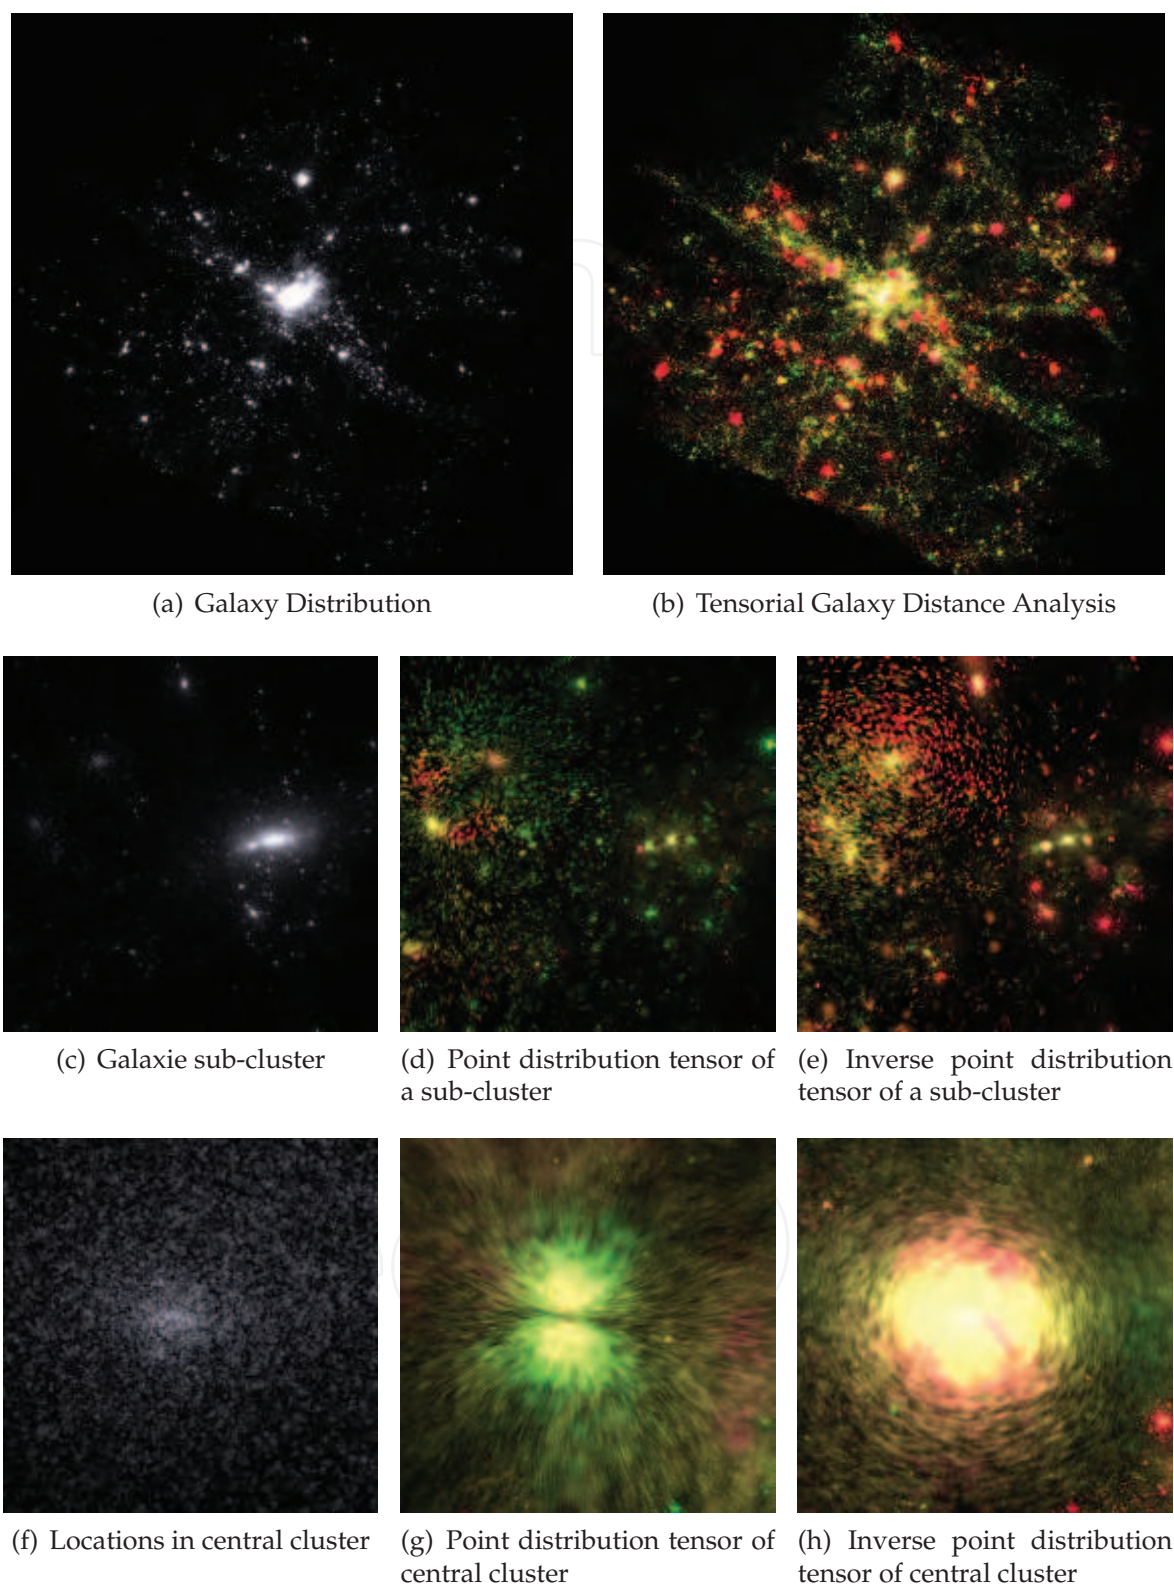 (a) Galaxy Distribution
(b) Tensorial Galaxy Distance Analysis
(c) Galaxie sub-cluster
(d) Point distribution tensor of
a sub-cluster
(e) Inverse point distribution
tensor of a sub-cluster
(f) Locations in central cluster
(g) Point distribution tensor of
central cluster
(h) Inverse point distribution
tensor of central cluster